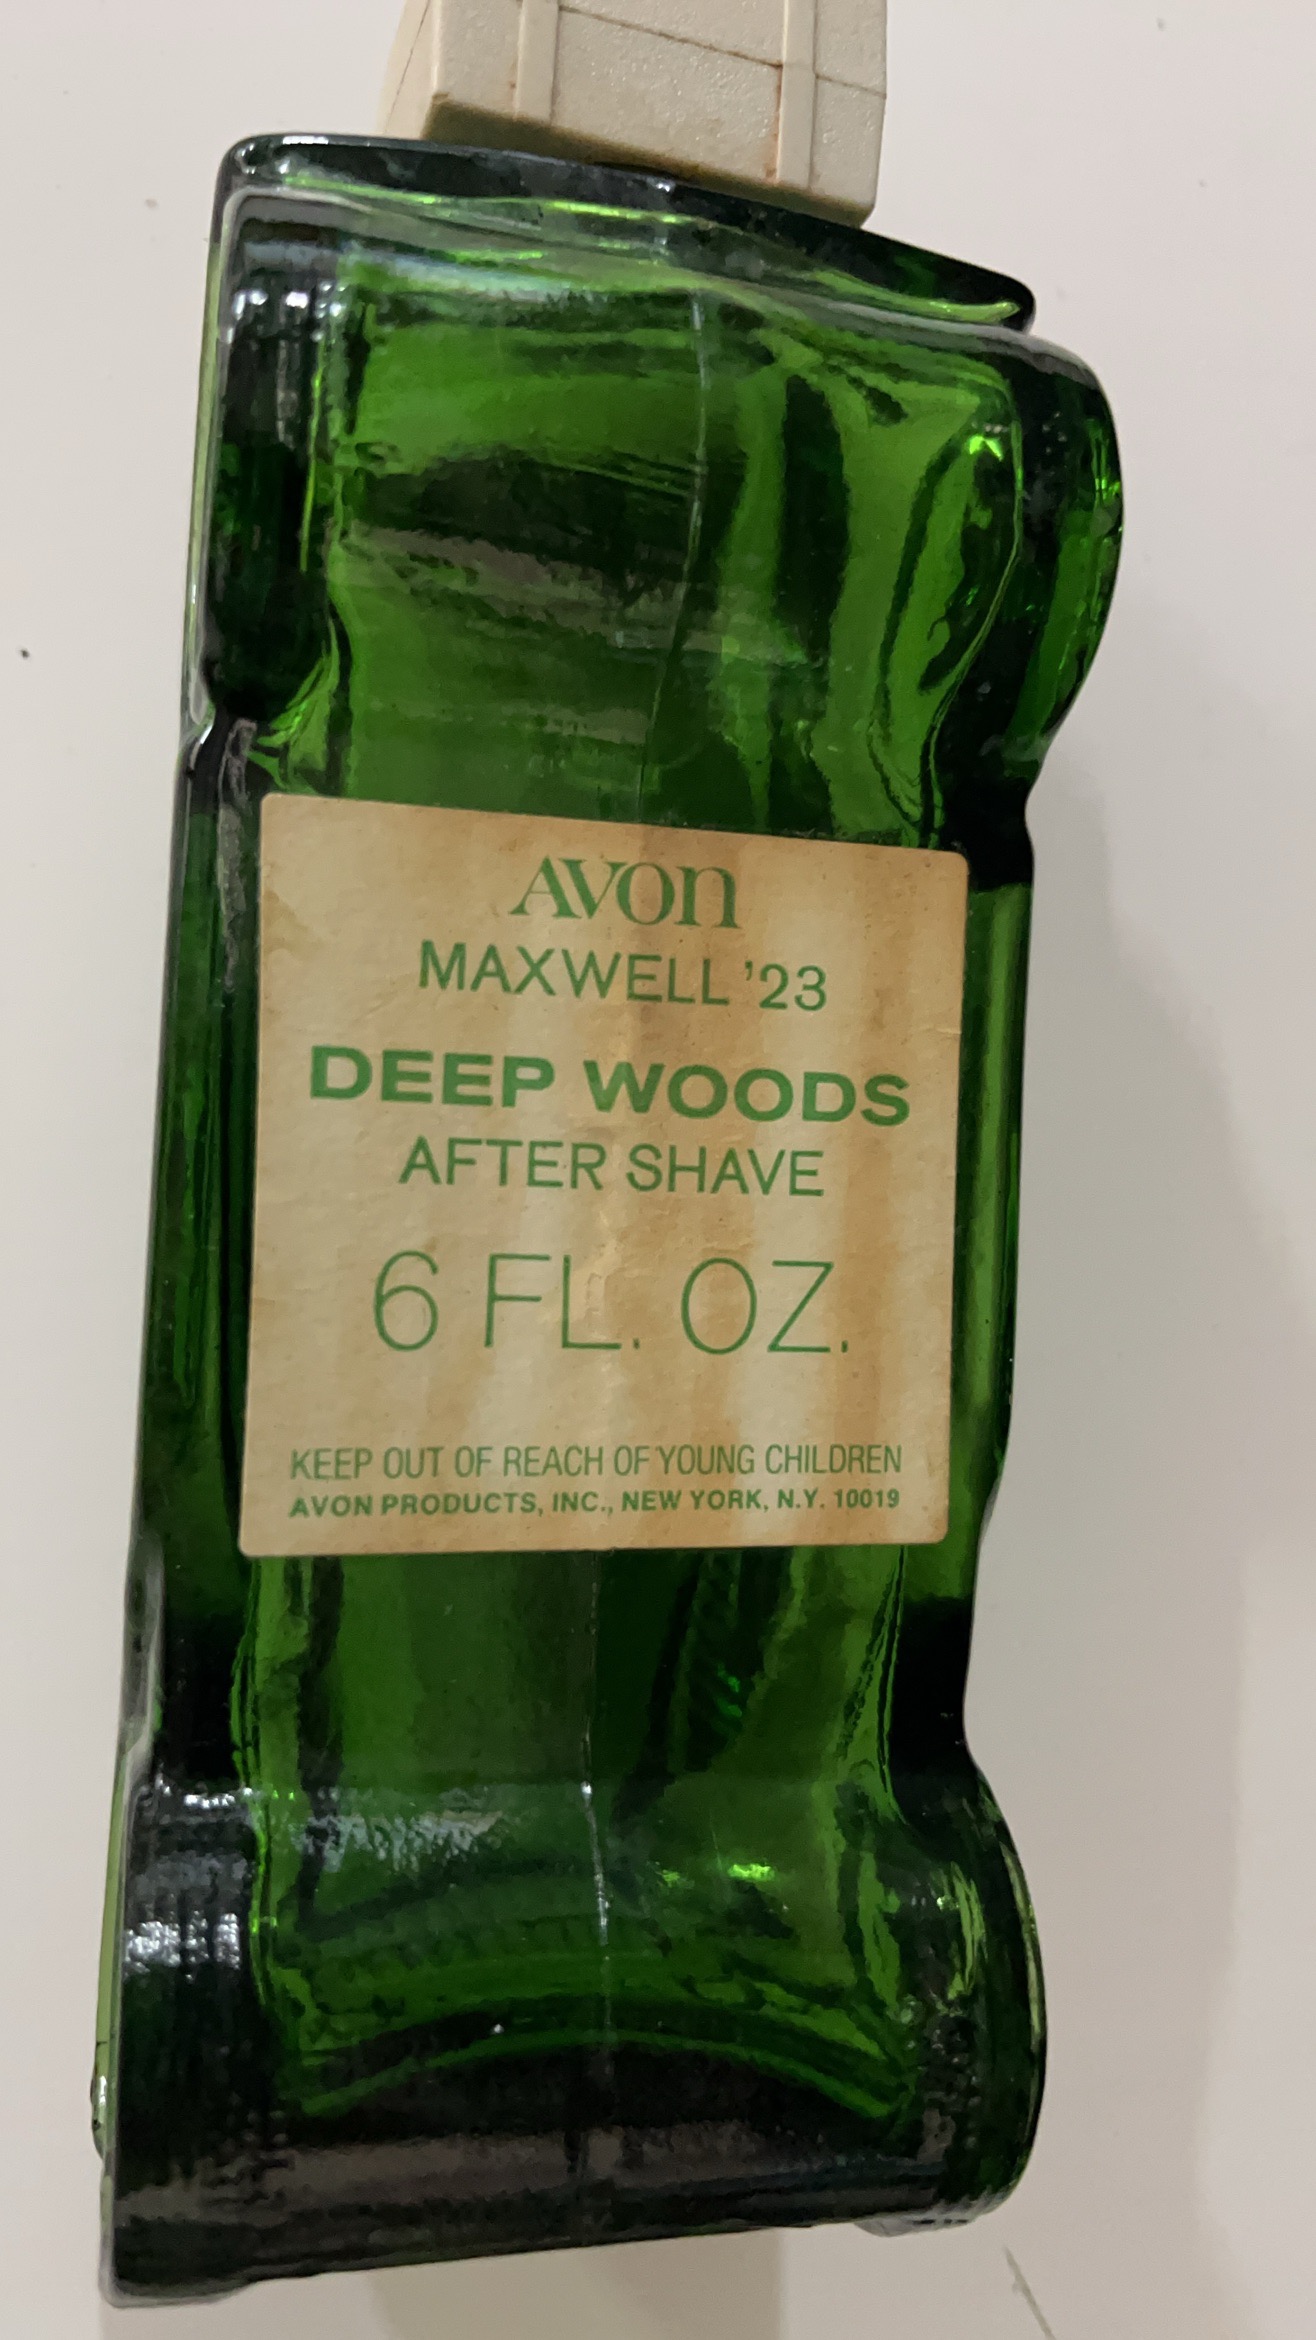 AVON
MAXWELL '23
DEEP WOODS
AFTER SHAVE
6 FL. OZ.
KEEP OUT OF REACH OF YOUNG CHILDREN
AVON PRODUCTS, INC., NEW YORK, N.Y. 10019